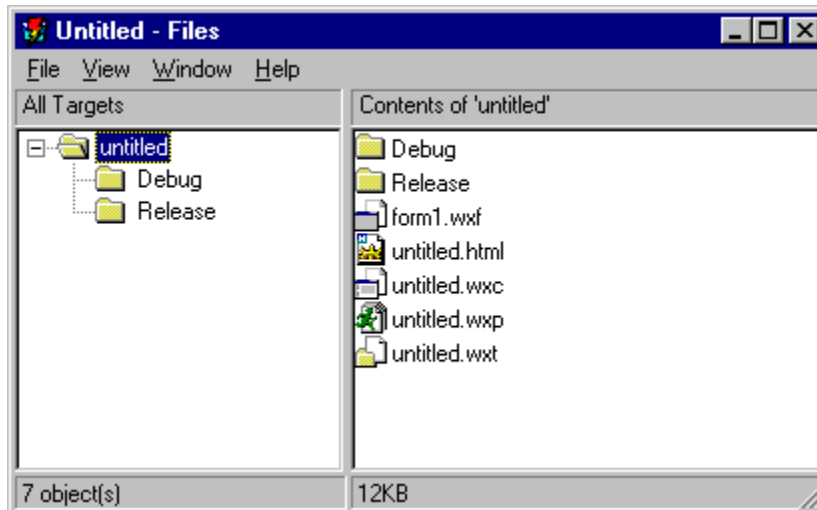 Untitled - Files
File View Window Help
All Targets
Contents of 'untitled'
untitled
Debug
Release
Debug
Release
form1.wxf
untitled.html
untitled.wxc
untitled.wxp
untitled.wxt
7 object(s)
12KB